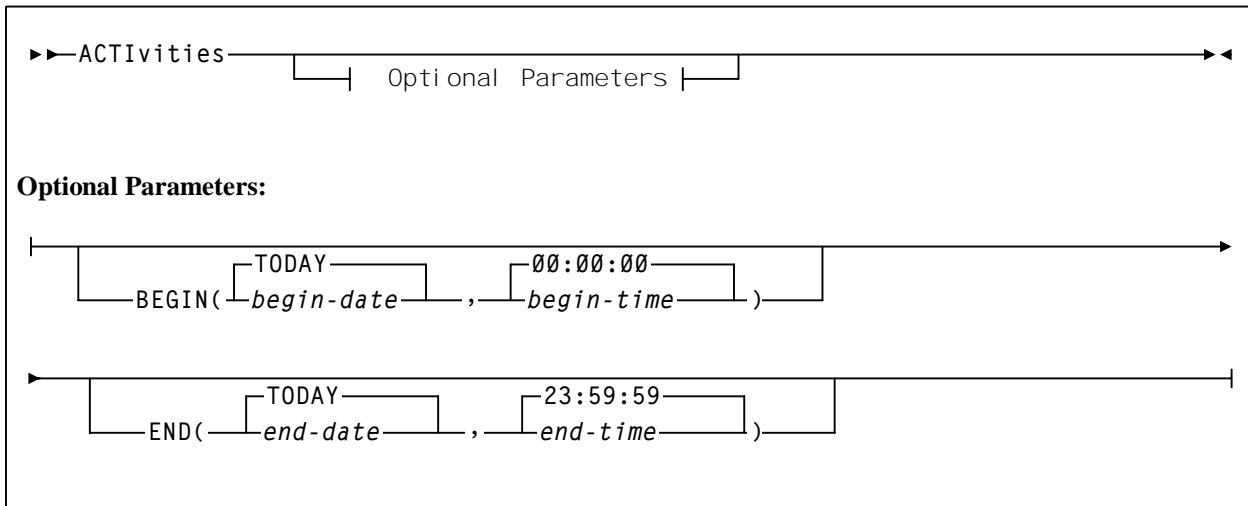 ACTIvities
Optional Parameters
Optional Parameters:
TODAY 00:00:00
BEGIN( begin-date , begin-time )
TODAY 23:59:59
END( end-date , end-time )